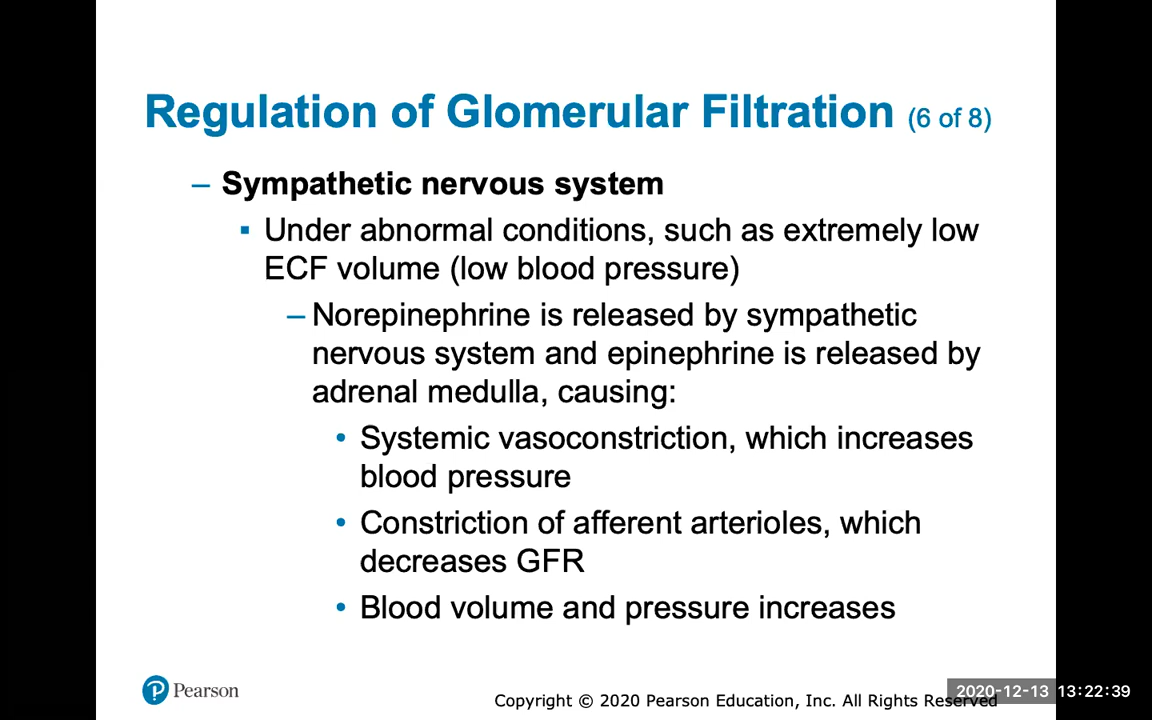 Regulation of Glomerular Filtration (6 of 8)
– Sympathetic nervous system
▪ Under abnormal conditions, such as extremely low
ECF volume (low blood pressure)
– Norepinephrine is released by sympathetic
nervous system and epinephrine is released by
adrenal medulla, causing:
• Systemic vasoconstriction, which increases
blood pressure
• Constriction of afferent arterioles, which
decreases GFR
• Blood volume and pressure increases
P Pearson
Copyright © 2020 Pearson Education, Inc. All Rights Reserved
2020-12-13 13:22:39